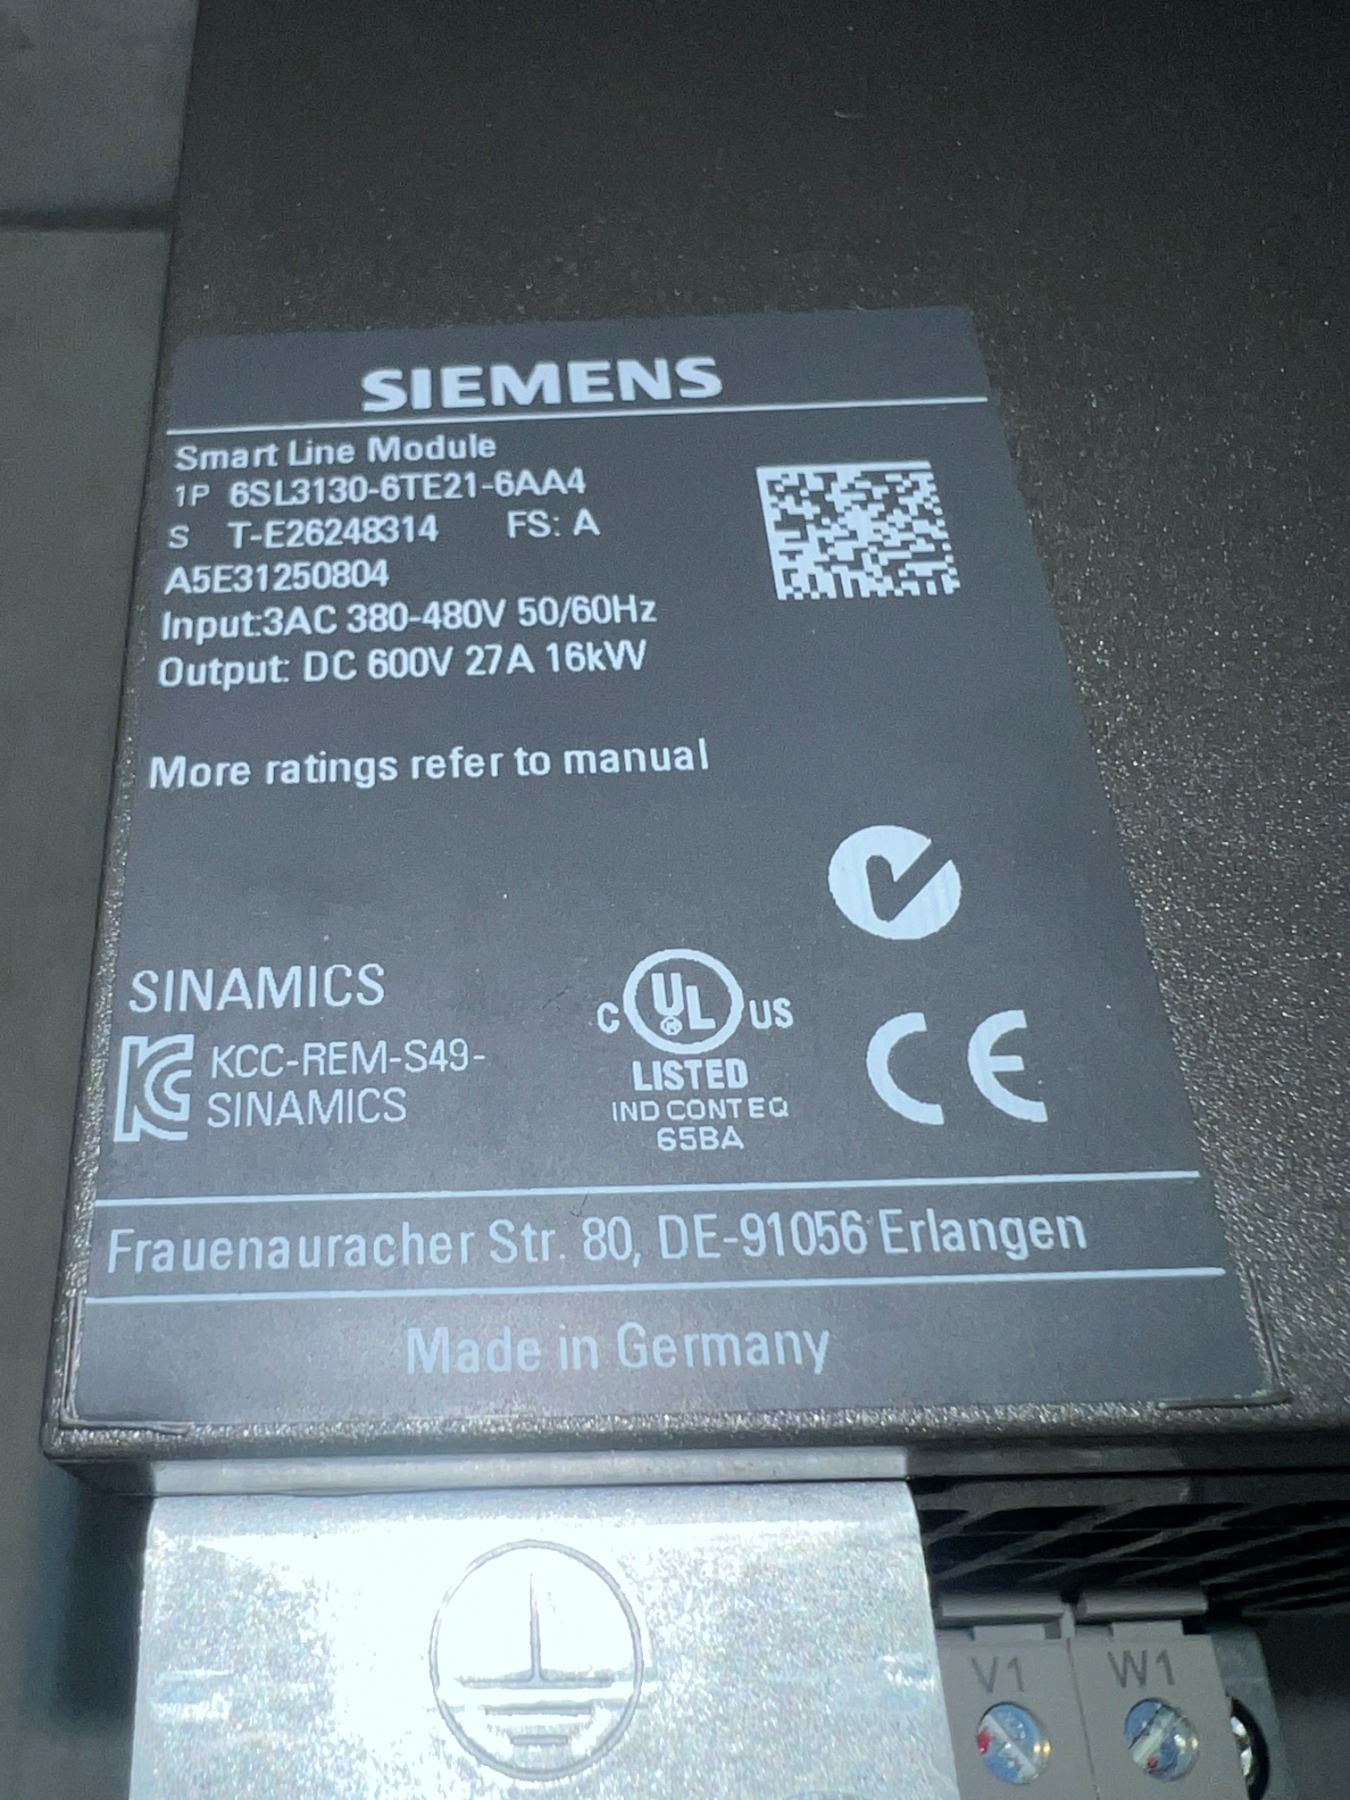 SIEMENS
Smart Line Module
1P 6SL3130-6TE21-6AA4
S T-E26248314 FS: A
A5E31250804
Input:3AC 380-480V 50/60Hz
Output: DC 600V 27A 16kW
More ratings refer to manual
SINAMICS
KCC-REM-S49-
SINAMICS
C UL ® US
LISTED
IND CONT EQ
65BA
CE
Frauenauracher Str. 80, DE-91056 Erlangen
Made in Germany
V1 W1